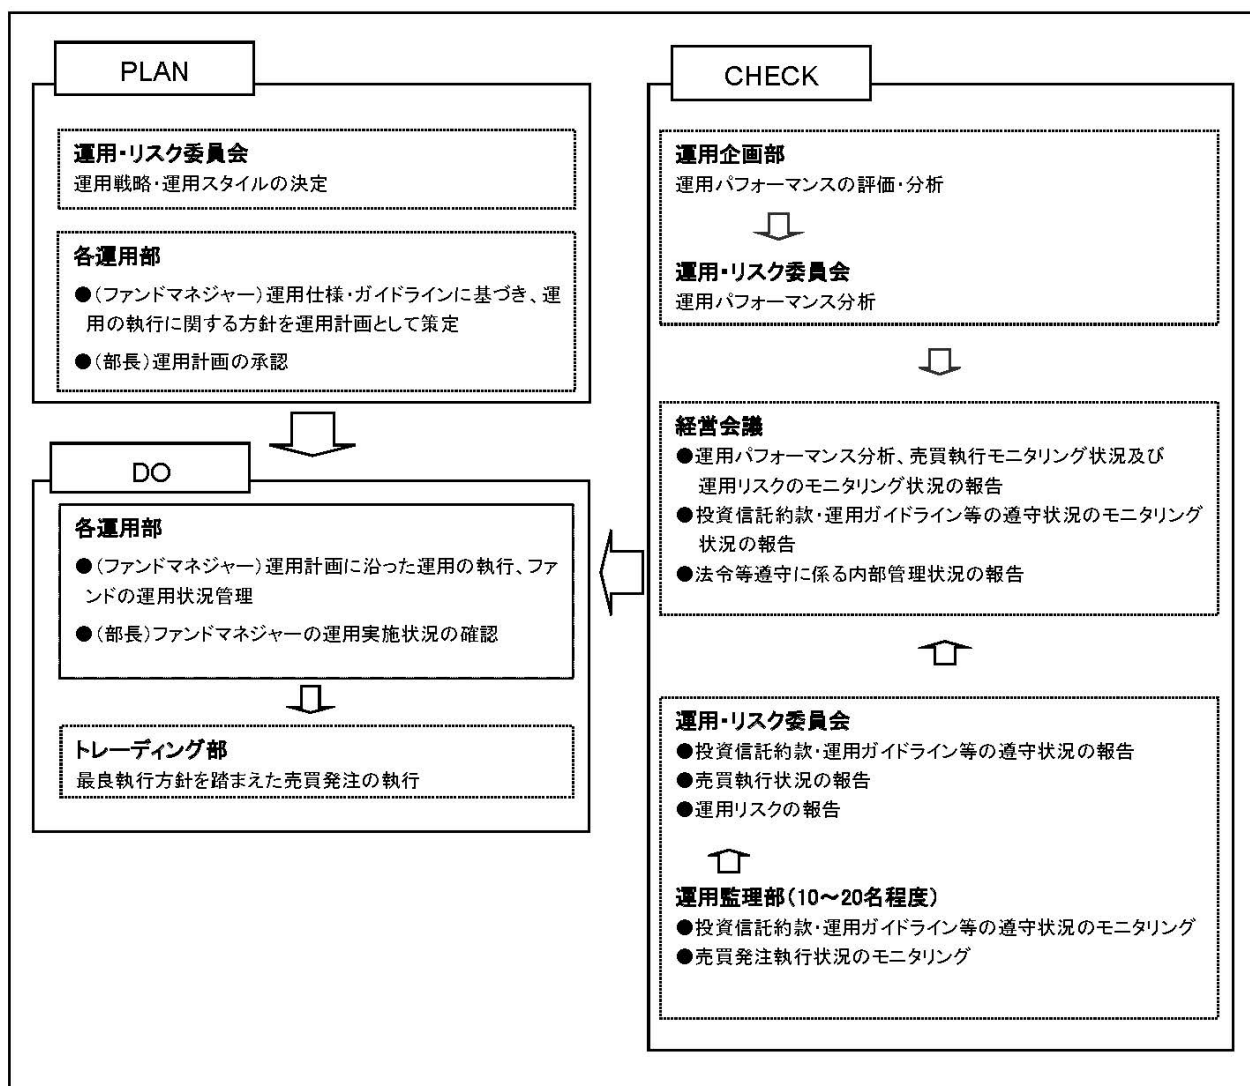 PLAN
運用・リスク委員会
運用戦略・運用スタイルの決定
各運用部
●(ファンドマネジャー)運用仕様・ガイドラインに基づき、運
用の執行に関する方針を運用計画として策定
●(部長)運用計画の承認
DO
各運用部
●(ファンドマネジャー)運用計画に沿った運用の執行、ファ
ンドの運用状況管理
●(部長)ファンドマネジャーの運用実施状況の確認
トレーディング部
最良執行方針を踏まえた売買発注の執行
CHECK
運用企画部
運用パフォーマンスの評価・分析
運用・リスク委員会
運用パフォーマンス分析
経営会議
●運用パフォーマンス分析、売買執行モニタリング状況及び
運用リスクのモニタリング状況の報告
●投資信託約款・運用ガイドライン等の遵守状況のモニタリング
状況の報告
●法令等遵守に係る内部管理状況の報告
運用・リスク委員会
●投資信託約款・運用ガイドライン等の遵守状況の報告
●売買執行状況の報告
●運用リスクの報告
運用監理部(10～20名程度)
●投資信託約款・運用ガイドライン等の遵守状況のモニタリング
●売買発注執行状況のモニタリング